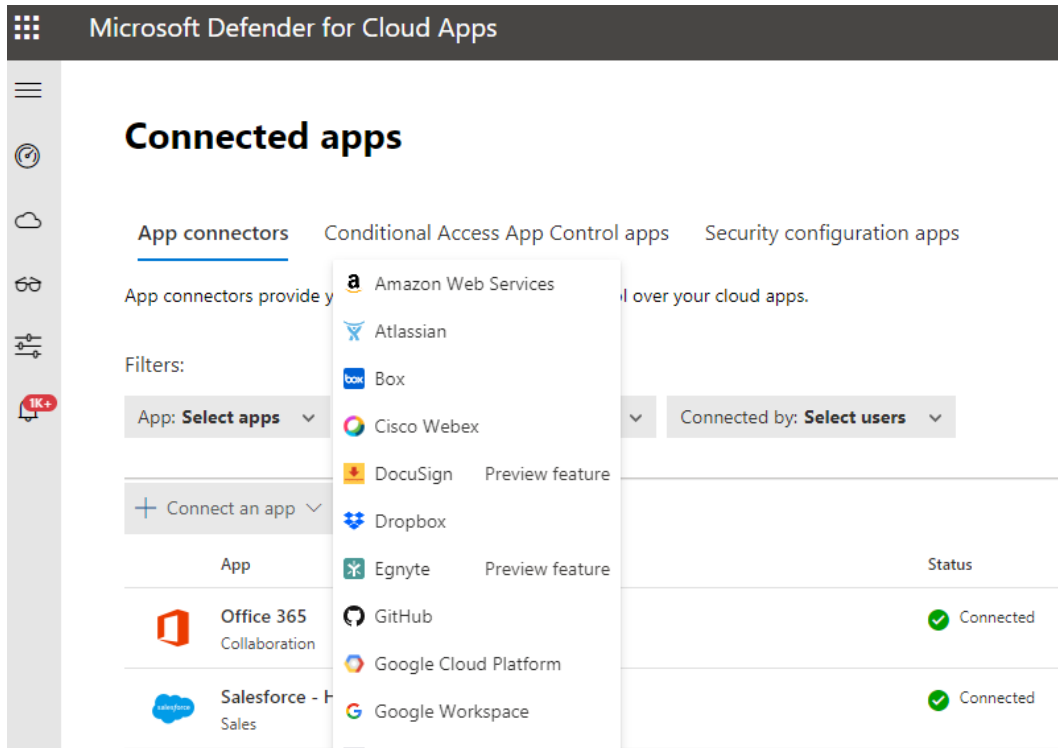 Microsoft Defender for Cloud Apps
Connected apps
App connectors Conditional Access App Control apps Security configuration apps
App connectors provide y l over your cloud apps.
Filters:
App: Select apps Connected by: Select users
Connect an app
App Status
Office 365 Connected
Collaboration
Salesforce - H Connected
salesforce
Sales
1K+
a Amazon Web Services
Atlassian
box Box
Cisco Webex
DocuSign Preview feature
Dropbox
Egnyte Preview feature
GitHub
Google Cloud Platform
G Google Workspace